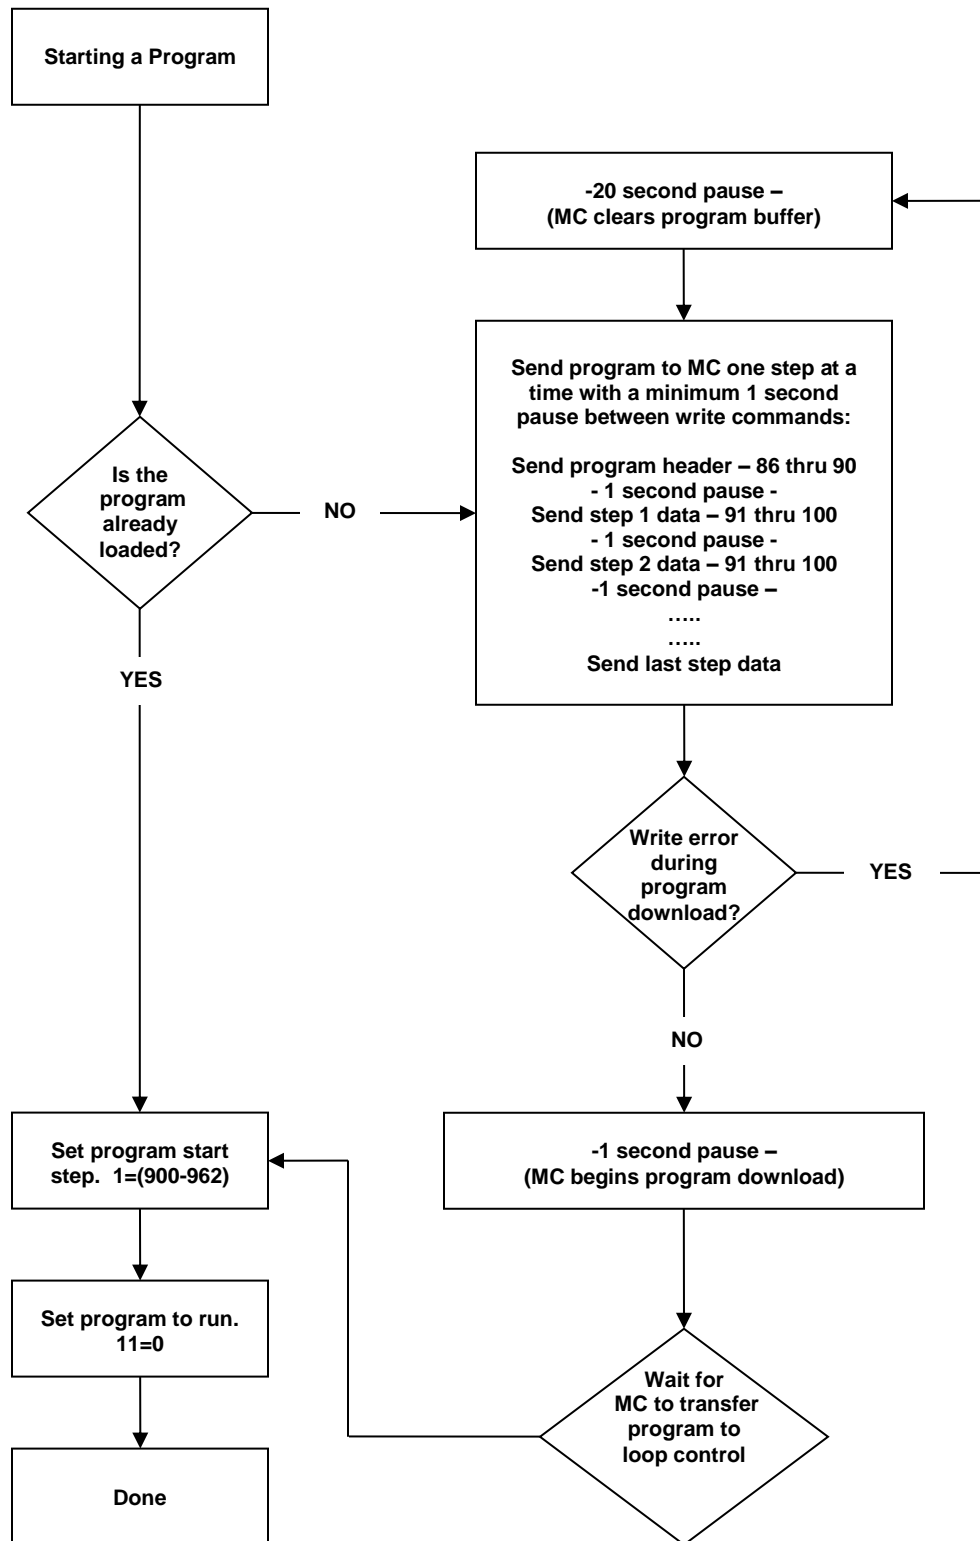 Starting a Program
-20 second pause –
(MC clears program buffer)
Send program to MC one step at a
time with a minimum 1 second
pause between write commands:
Send program header – 86 thru 90
- 1 second pause -
Send step 1 data – 91 thru 100
- 1 second pause -
Send step 2 data – 91 thru 100
-1 second pause –
…..
…..
Send last step data
Is the
program
already
loaded?
NO
YES
Write error
during
program
download?
YES
NO
Set program start
step.  1=(900-962)
-1 second pause –
(MC begins program download)
Set program to run.
11=0
Wait for
MC to transfer
program to
loop control
Done